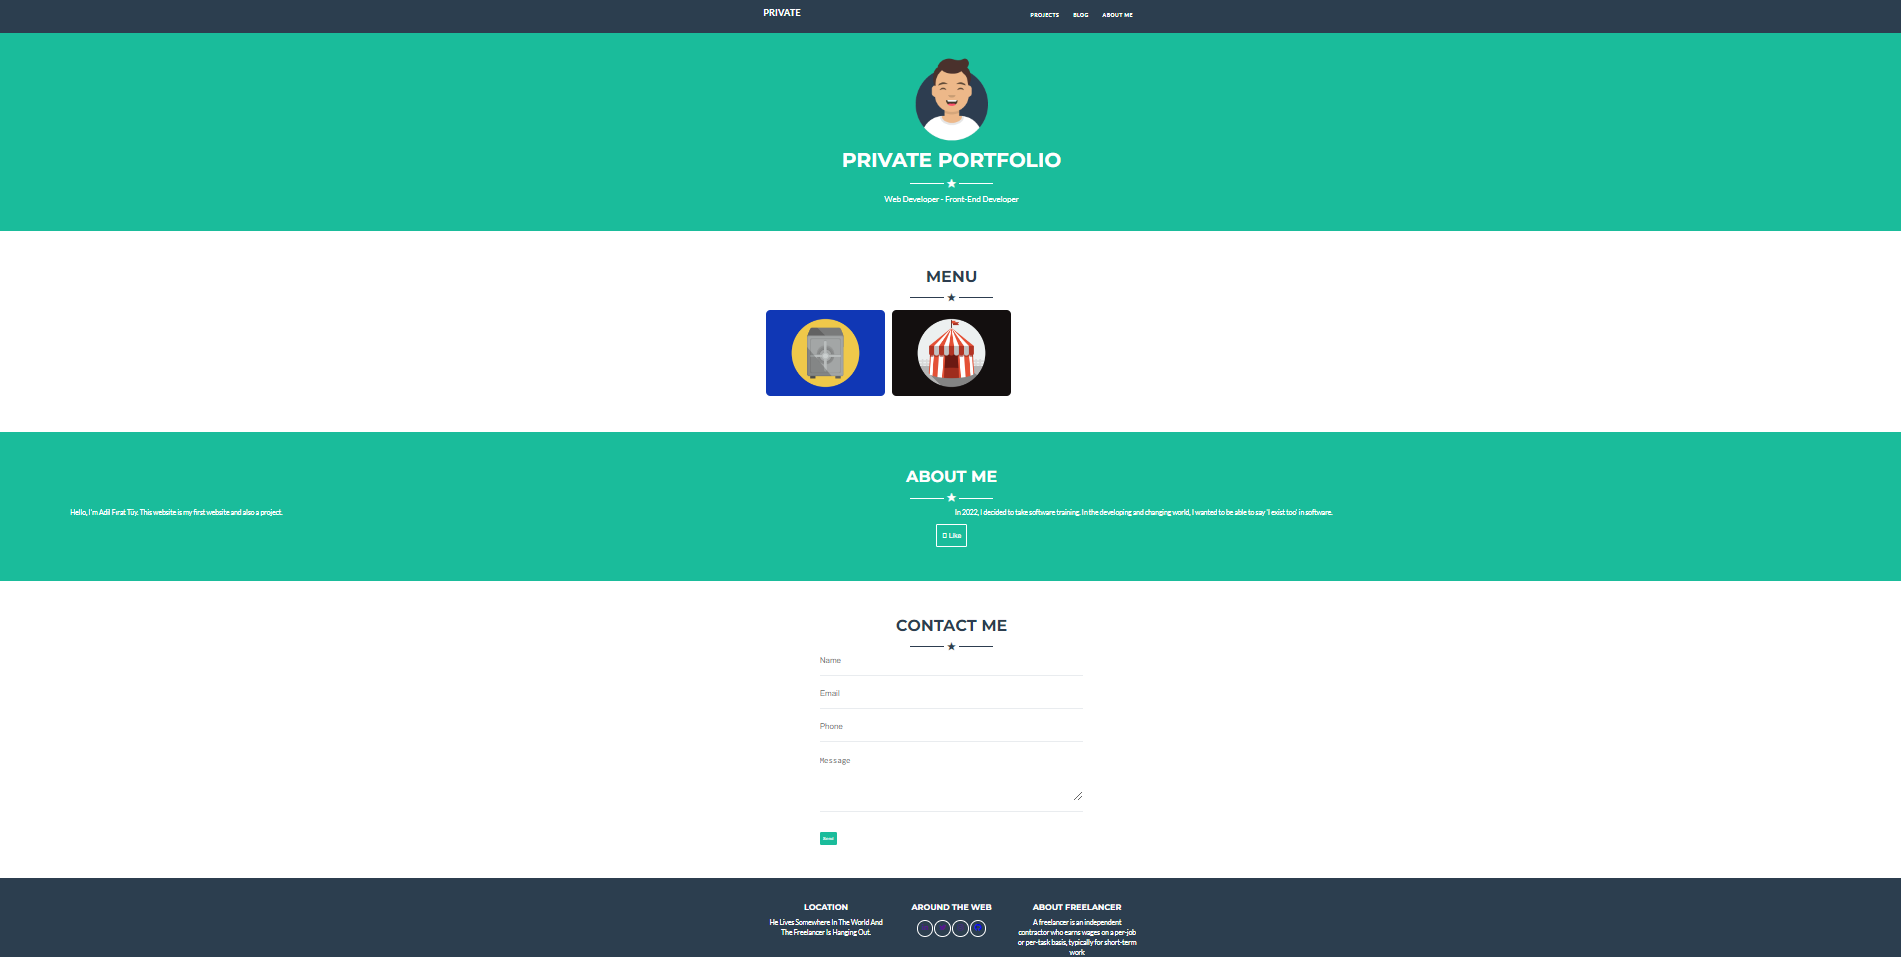 PRIVATE
PROJECTS BLOG ABOUT ME
PRIVATE PORTFOLIO
Web Developer - Front-End Developer
MENU
ABOUT ME
Hello, I'm Adil Fırat Tüy. This website is my first website and also a project.
In 2022, I decided to take software training. In the developing and changing world, I wanted to be able to say 'I exist too' in software.
Like
CONTACT ME
Name
Email
Phone
Message
Send
LOCATION
He Lives Somewhere In The World And
The Freelancer Is Hanging Out.
AROUND THE WEB
ABOUT FREELANCER
A freelancer is an independent
contractor who earns wages on a per-job
or per-task basis, typically for short-term
work